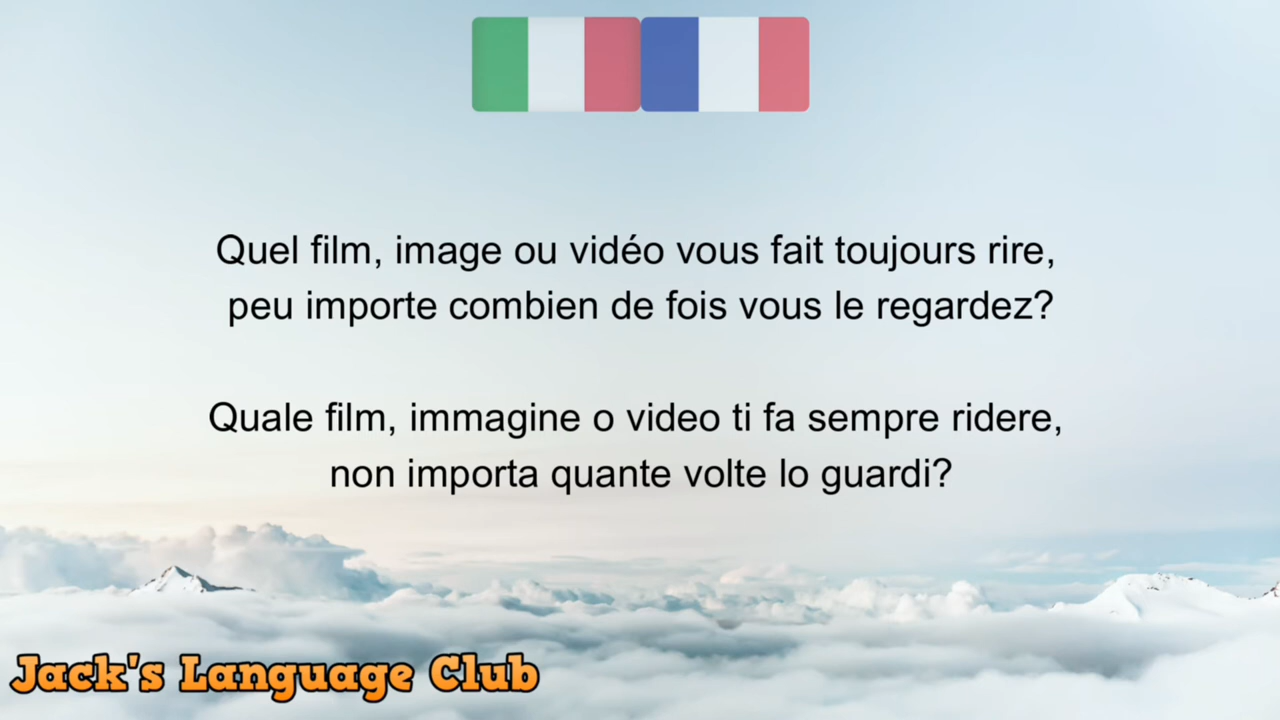 Quel film, image ou vidéo vous fait toujours rire,
peu importe combien de fois vous le regardez?
Quale film, immagine o video ti fa sempre ridere,
non importa quante volte lo guardi?
Jack's Language Club